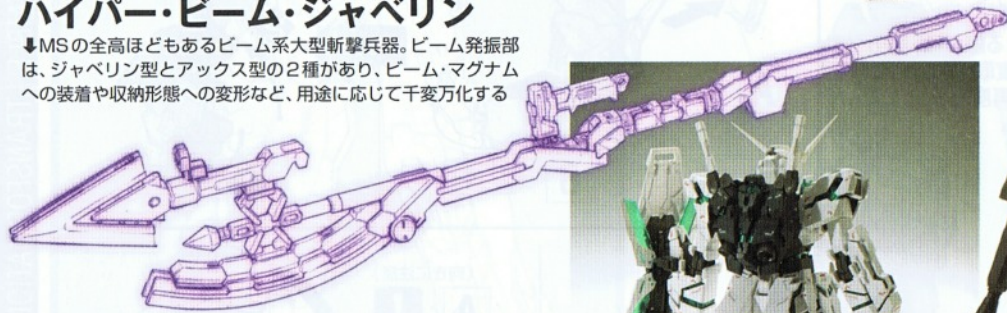 ハイパー・ビーム・ジャベリン
⬇MSの全高ほどもあるビーム系大型斬撃兵器。ビーム発振部
は、ジャベリン型とアックス型の2種があり、ビーム・マグナム
への装着や収納形態への変形など、用途に応じて千変万化する